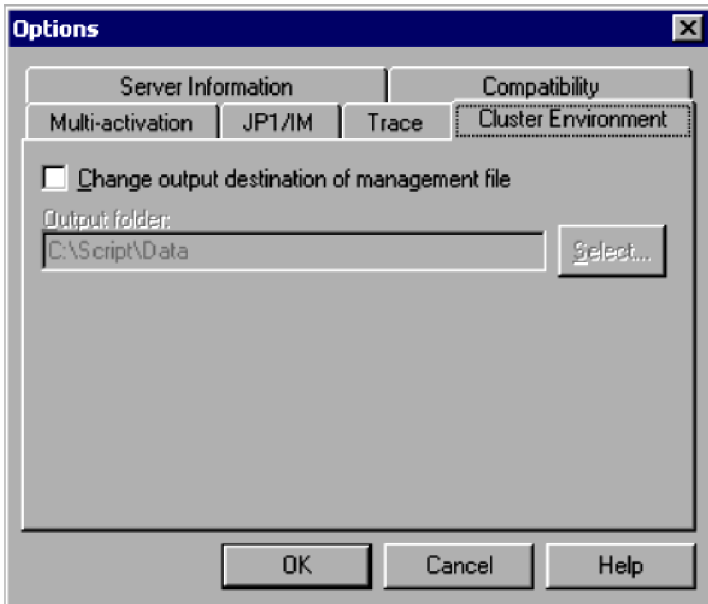 Options
Server Information Compatibility
Multi-activation JP1/IM Trace Cluster Environment
Change output destination of management file
Output folder:
C:\Script\Data Select...
OK Cancel Help